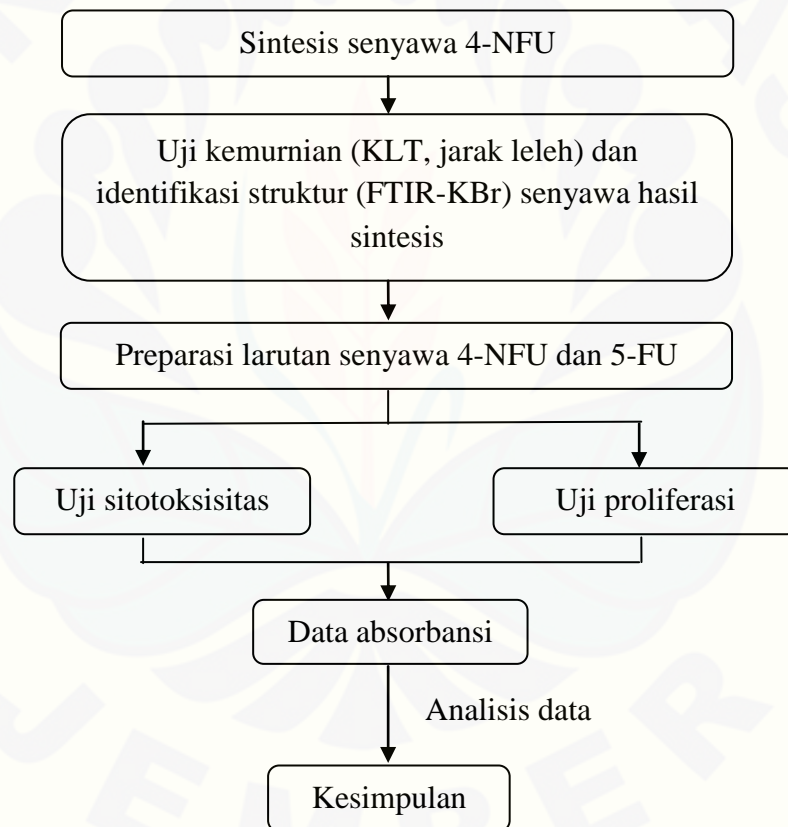 Sintesis senyawa 4-NFU
Uji kemurnian (KLT, jarak leleh) dan
identifikasi struktur (FTIR-KBr) senyawa hasil
sintesis
Preparasi larutan senyawa 4-NFU dan 5-FU
Uji sitotoksisitas
Uji proliferasi
Data absorbansi
Analisis data
Kesimpulan